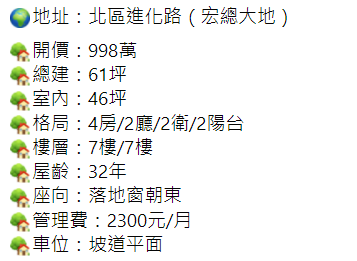 地址：北區進化路（宏總大地）
開價：998萬
總建：61坪
室內：46坪
格局：4房/2廳/2衛/2陽台
樓層：7樓/7樓
屋齡：32年
座向：落地窗朝東
管理費：2300元/月
車位：坡道平面